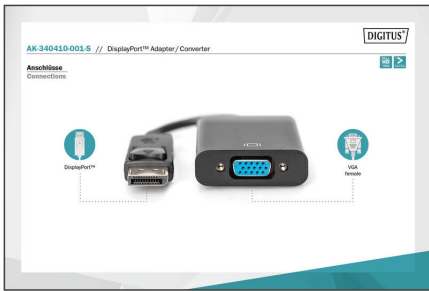 DIGITUS®
AK-340410-001-S // DisplayPort™ Adapter/Converter
Anschlüsse
Connections
DisplayPort™
VGA
female